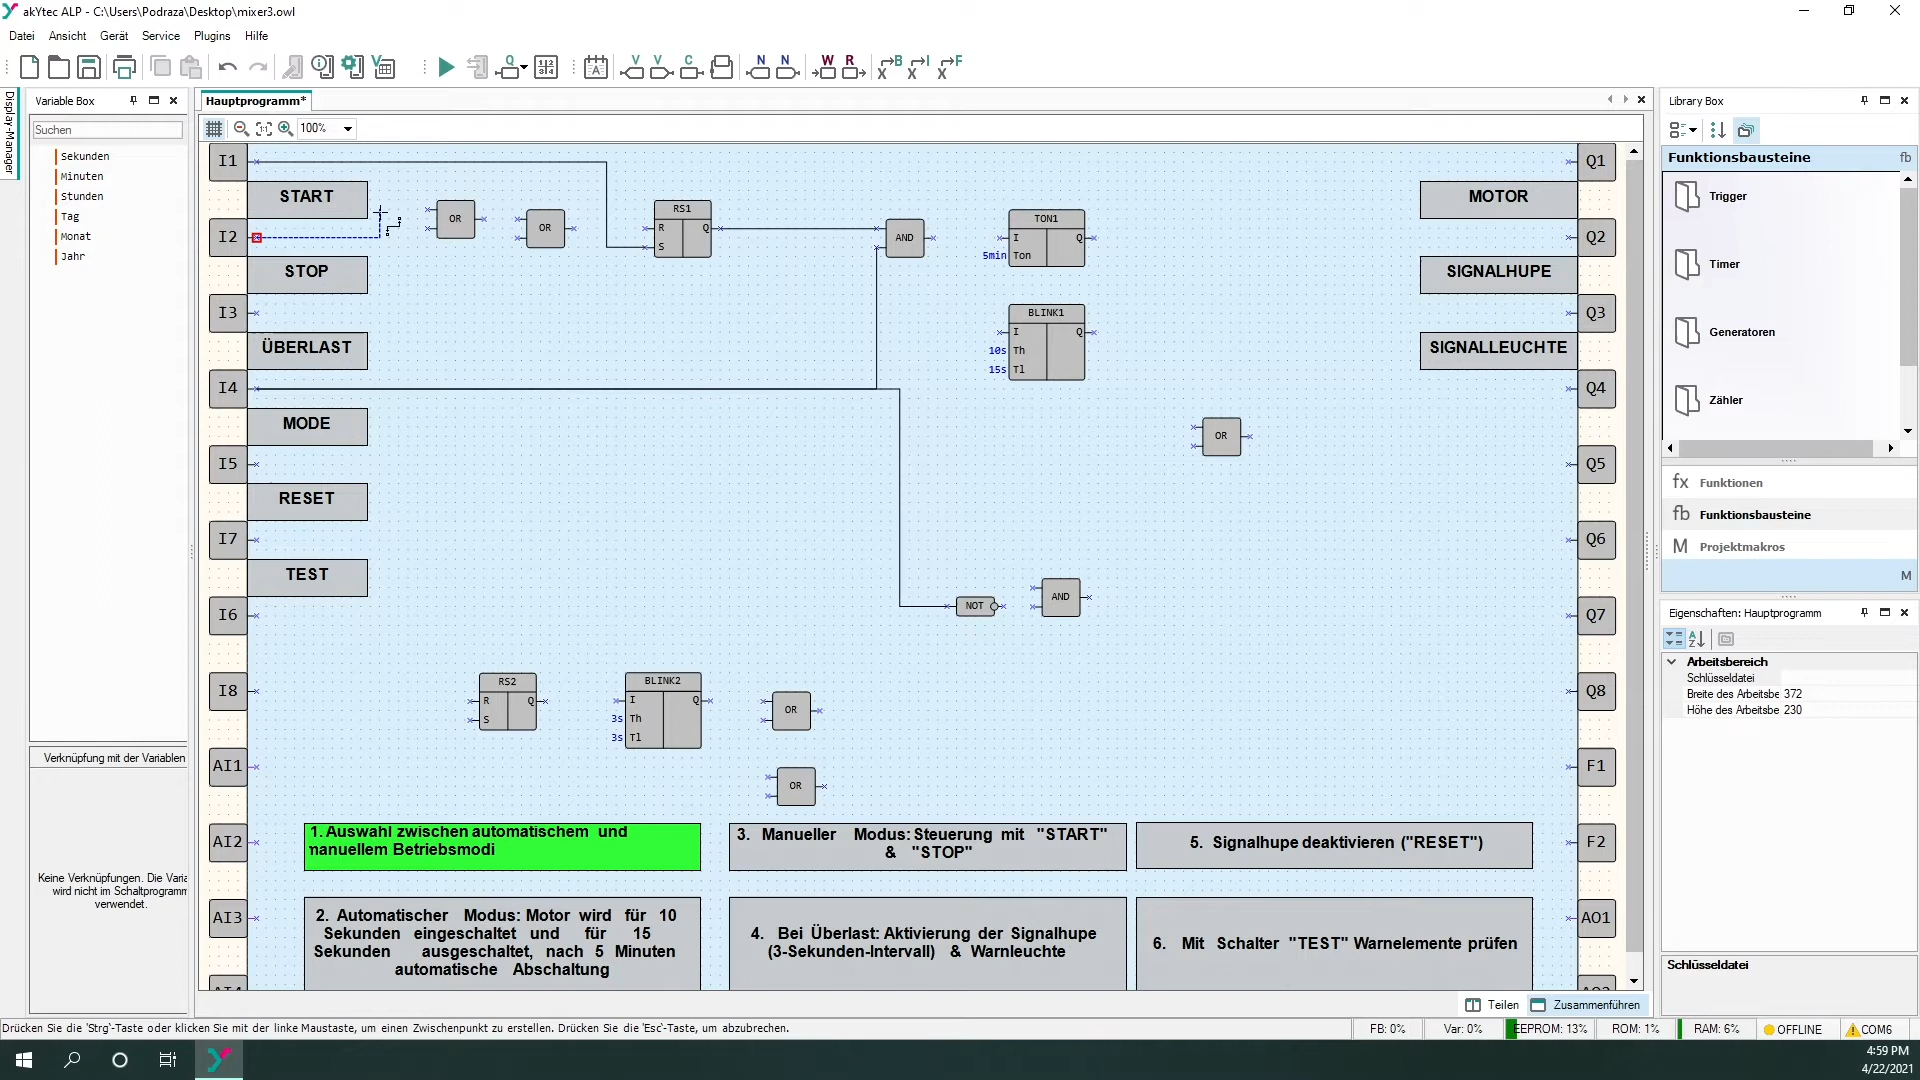 akYtec ALP - C:\Users\Podraza\Desktop\mixer3.owl
Datei Ansicht Gerät Service Plugins Hilfe
Display-Manager
Variable Box
Suchen
Sekunden
Minuten
Stunden
Tag
Monat
Jahr
Verknüpfung mit der Variablen
Keine Verknüpfungen. Die Varia
wird nicht im Schaltprogramm
verwendet.
Hauptprogramm*
100%
I1
START
I2
STOP
I3
ÜBERLAST
I4
MODE
I5
RESET
I7
TEST
I6
I8
AI1
AI2
AI3
OR
OR
RS1
R Q
S
AND
TON1
I Q
5min Ton
BLINK1
I Q
10s Th
15s Tl
OR
NOT
AND
RS2
R Q
S
BLINK2
I Q
3s Th
3s Tl
OR
OR
Q1
MOTOR
Q2
SIGNALHUPE
Q3
SIGNALLEUCHTE
Q4
Q5
Q6
Q7
Q8
F1
F2
AO1
1. Auswahl zwischen automatischem und
manuellem Betriebsmodi
2. Automatischer Modus: Motor wird für 10
Sekunden eingeschaltet und für 15
Sekunden ausgeschaltet, nach 5 Minuten
automatische Abschaltung
3. Manueller Modus: Steuerung mit "START"
& "STOP"
4. Bei Überlast: Aktivierung der Signalhupe
(3-Sekunden-Intervall) & Warnleuchte
5. Signalhupe deaktivieren ("RESET")
6. Mit Schalter "TEST" Warnelemente prüfen
Teilen Zusammenführen
Library Box
Funktionsbausteine fb
Trigger
Timer
Generatoren
Zähler
fx Funktionen
fb Funktionsbausteine
M Projektmakros
M
Eigenschaften: Hauptprogramm
Arbeitsbereich
Schlüsseldatei
Breite des Arbeitsbe 372
Höhe des Arbeitsbe 230
Schlüsseldatei
Drücken Sie die 'Strg'-Taste oder klicken Sie mit der linke Maustaste, um einen Zwischenpunkt zu erstellen. Drücken Sie die 'Esc'-Taste, um abzubrechen.
FB: 0% Var: 0% EEPROM: 13% ROM: 1% RAM: 6% OFFLINE COM6
4:59 PM
4/22/2021